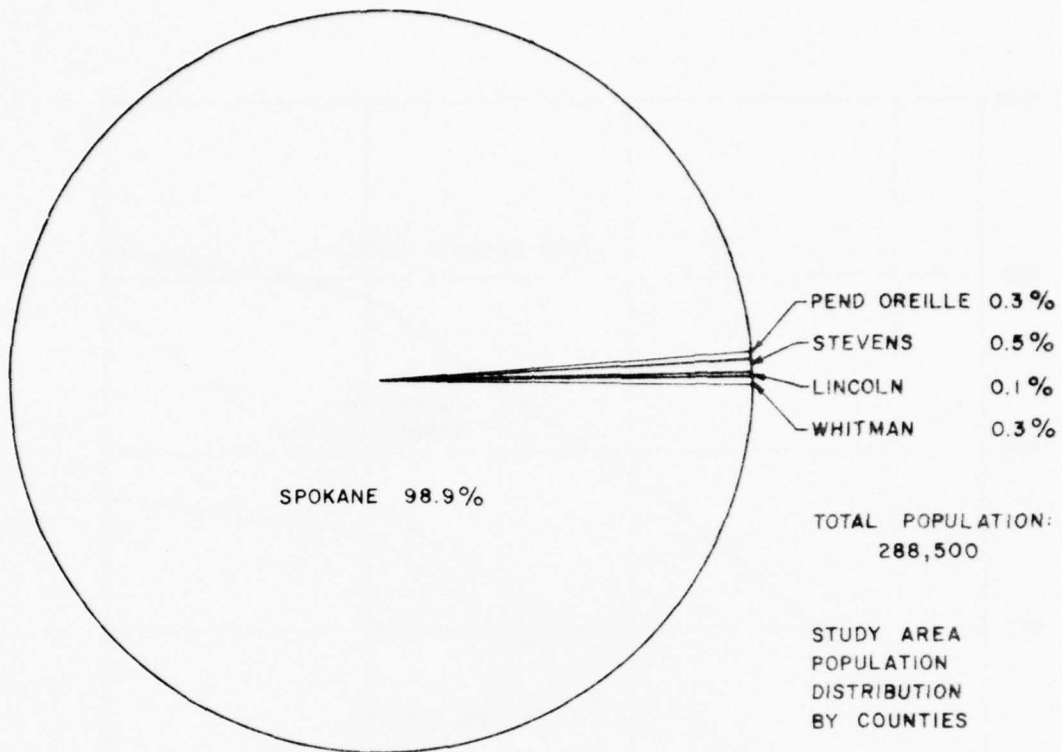 PEND OREILLE 0.3%
STEVENS 0.5%
LINCOLN 0.1%
WHITMAN 0.3%
SPOKANE 98.9%
TOTAL POPULATION:
288,500
STUDY AREA
POPULATION
DISTRIBUTION
BY COUNTIES